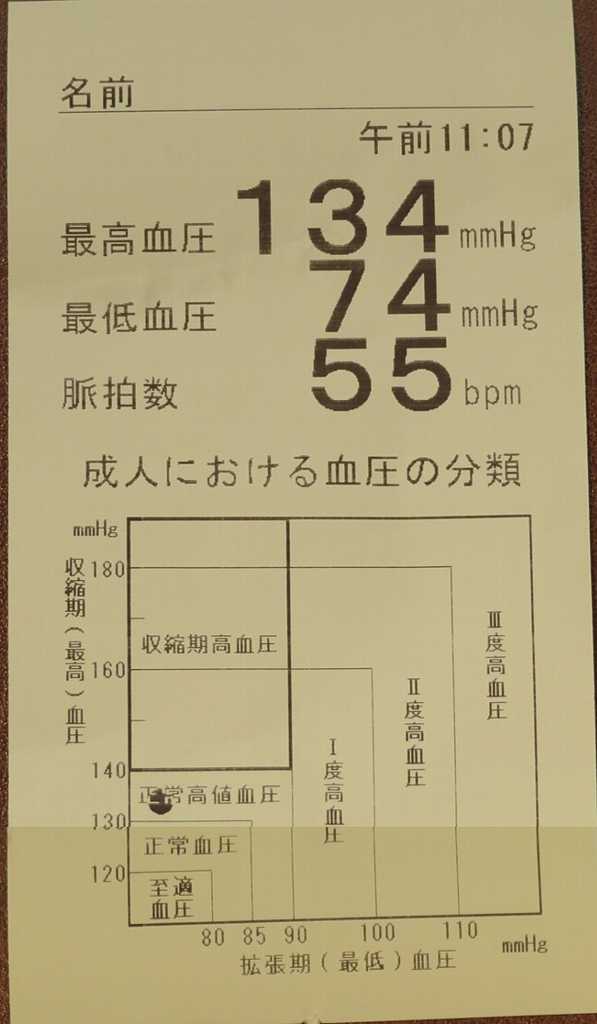 名前
午前11:07
最高血圧 134 mmHg
最低血圧 74 mmHg
脈拍数 55 bpm
成人における血圧の分類
mmHg
収縮期(最高)血圧
180
160
140
130
120
収縮期高血圧
正常高値血圧
正常血圧
至適
血圧
Ⅰ度高血圧
Ⅱ度高血圧
Ⅲ度高血圧
80 85 90 100 110
mmHg
拡張期(最低)血圧